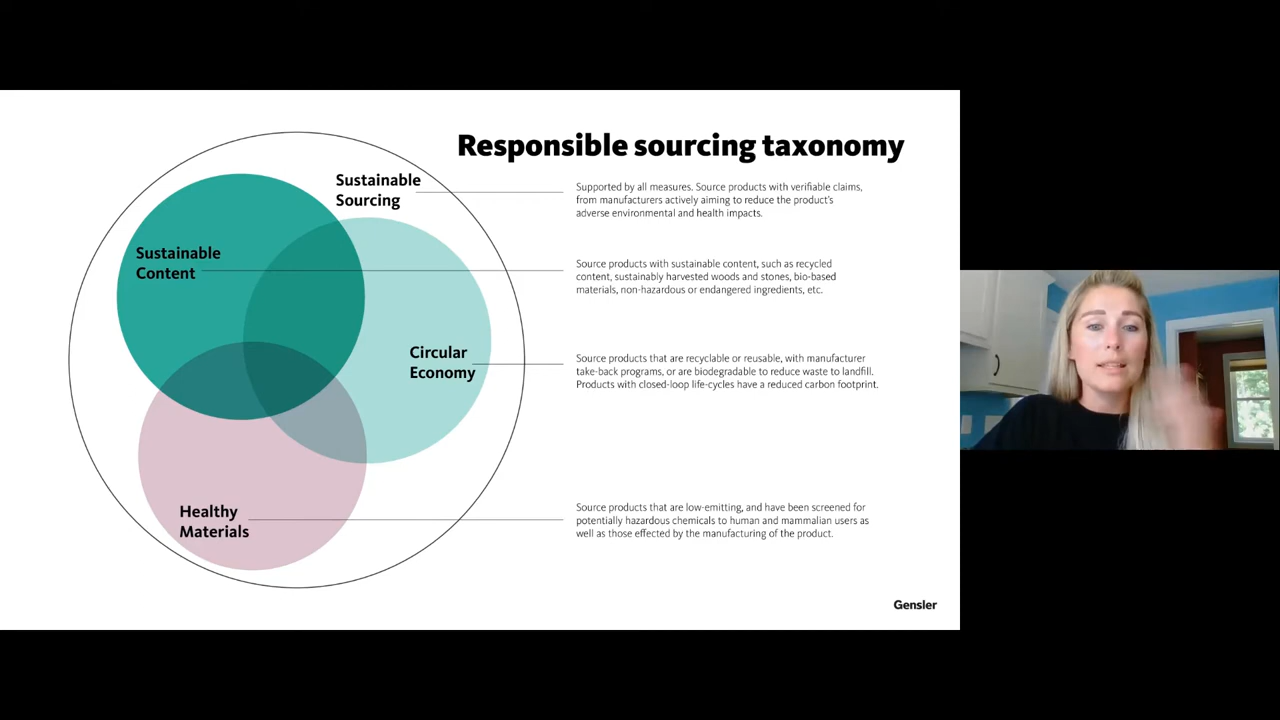 Responsible sourcing taxonomy
Sustainable
Sourcing
Supported by all measures. Source products with verifiable claims,
from manufacturers actively aiming to reduce the product's
adverse environmental and health impacts.
Sustainable
Content
Source products with sustainable content, such as recycled
content, sustainably harvested woods and stones, bio-based
materials, non-hazardous or endangered ingredients, etc.
Circular
Economy
Source products that are recyclable or reusable, with manufacturer
take-back programs, or are biodegradable to reduce waste to landfill.
Products with closed-loop life-cycles have a reduced carbon footprint.
Healthy
Materials
Source products that are low-emitting, and have been screened for
potentially hazardous chemicals to human and mammalian users as
well as those effected by the manufacturing of the product.
Gensler